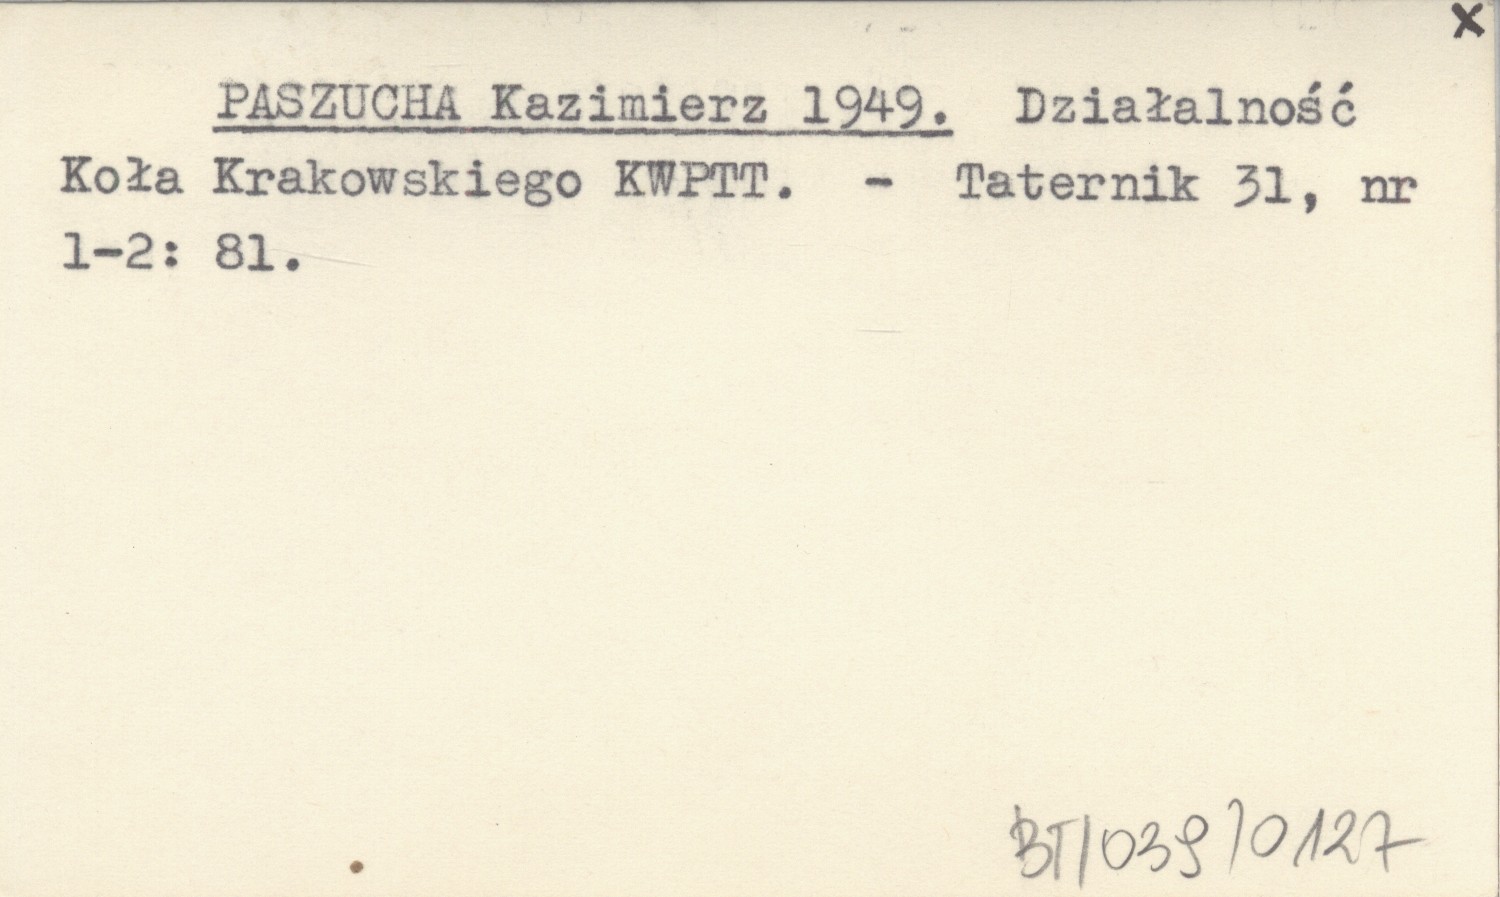 x
PASZUCHA Kazimierz 1949. Działalność
Koła Krakowskiego KWPTT. - Taternik 31, nr
1-2: 81.
BT/039/0127